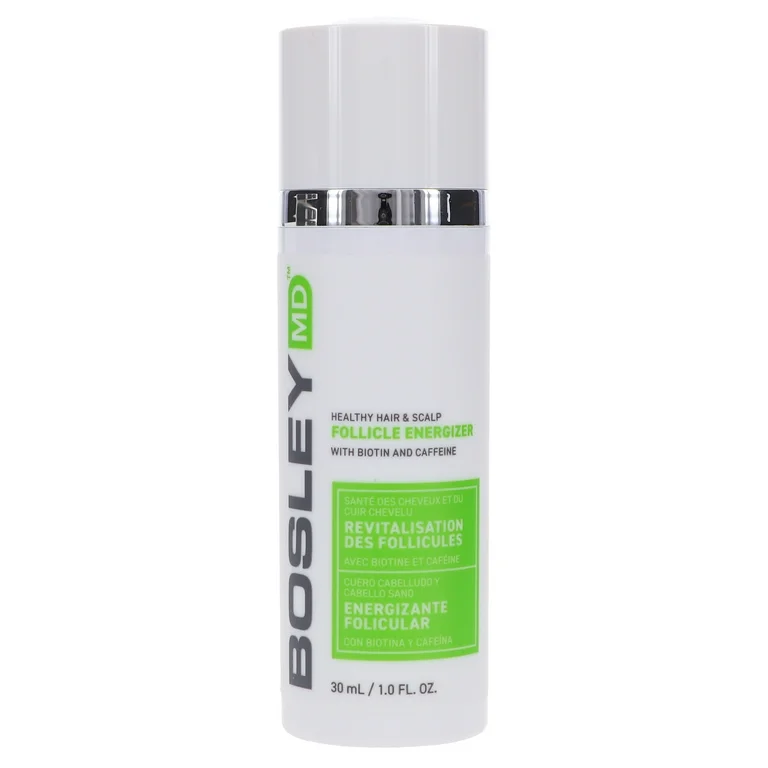 BOSLEY MD™
HEALTHY HAIR & SCALP
FOLLICLE ENERGIZER
WITH BIOTIN AND CAFFEINE
SANTÉ DES CHEVEUX ET DU
CUIR CHEVELU
REVITALISATION
DES FOLLICULES
AVEC BIOTINE ET CAFÉINE
CUERO CABELLUDO Y
CABELLO SANO
ENERGIZANTE
FOLICULAR
CON BIOTINA Y CAFEÍNA
30 mL / 1.0 FL. OZ.